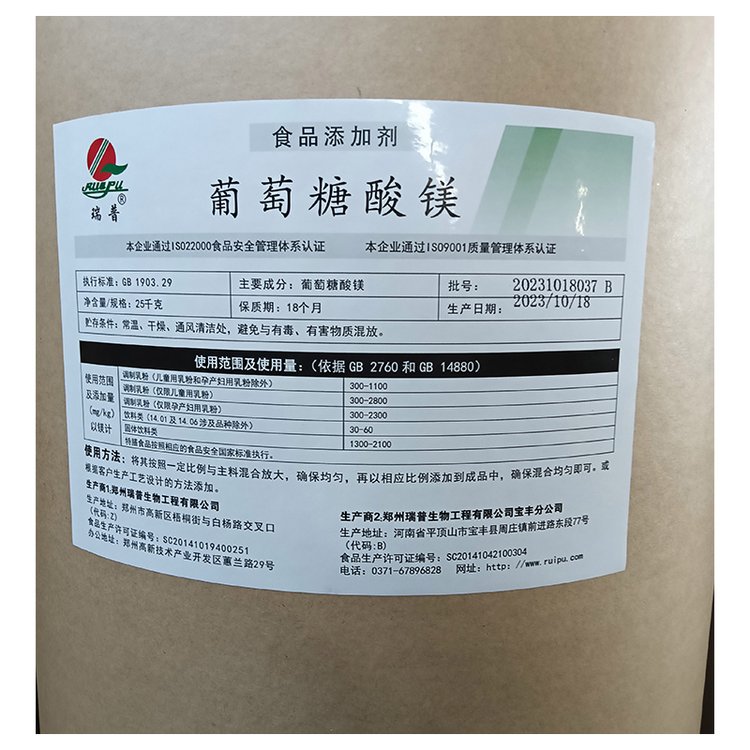 食品添加剂
RUIPU®
瑞普
葡萄糖酸镁
本企业通过ISO22000食品安全管理体系认证 本企业通过ISO9001质量管理体系认证
执行标准：GB 1903.29 主要成分：葡萄糖酸镁 批号： 20231018037 B
净含量/规格：25千克 保质期：18个月 生产日期： 2023/10/18
贮存条件：常温、干燥、通风清洁处，避免与有毒、有害物质混放。
使用范围及使用量：（依据GB 2760和GB 14880）
使用范围及添加量(mg/kg)以镁计
调制乳粉（儿童用乳粉和孕产妇用乳粉除外） 300-1100
调制乳粉（仅限儿童用乳粉） 300-2800
调制乳粉（仅限孕产妇用乳粉） 300-2300
饮料类（14.01及14.06涉及品种除外） 30-60
固体饮料类 1300-2100
特膳食品按照相应的食品安全国家标准执行。
使用方法：将其按照一定比例与主料混合放大，确保均匀，再以相应比例添加到成品中，确保混合均匀即可。或
根据客户生产工艺设计的方法添加。
生产商1.郑州瑞普生物工程有限公司
生产地址：郑州市高新区梧桐街与白杨路交叉口
（代码:Z）
食品生产许可证编号：SC20141019400251
办公地址：郑州高新技术产业开发区蕙兰路29号
生产商2.郑州瑞普生物工程有限公司宝丰分公司
生产地址：河南省平顶山市宝丰县周庄镇前进路东段77号
（代码:B）
食品生产许可证编号：SC20141042100304
电话：0371-67896828 网址：http://www.ruipu.com